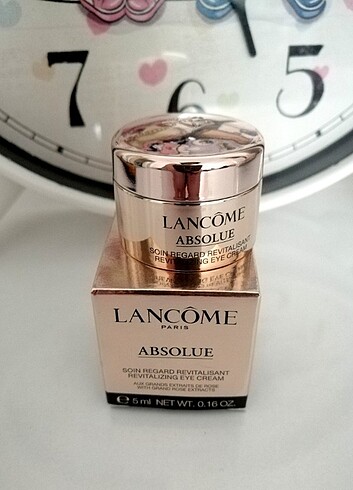 7
6
5
LANCÔME
ABSOLUE
SOIN REGARD REVITALISANT
REVITALIZING EYE CREAM
LANCÔME
PARIS
ABSOLUE
SOIN REGARD REVITALISANT
REVITALIZING EYE CREAM
AUX GRANDS EXTRAITS DE ROSE
WITH GRAND ROSE EXTRACTS
℮ 5 ml NET WT. 0.16 OZ.